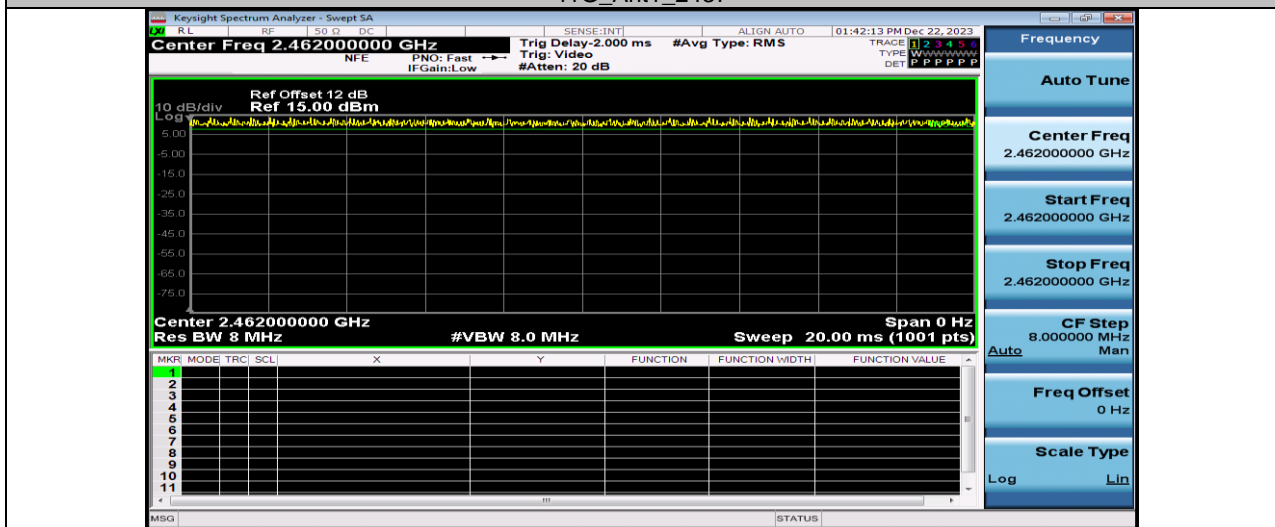 Keysight Spectrum Analyzer - Swept SA
LXI RL RF 50 Ω DC SENSE:INT ALIGN AUTO 01:42:13 PM Dec 22, 2023
Center Freq 2.462000000 GHz
NFE PNO: Fast
IFGain:Low
Trig Delay-2.000 ms
Trig: Video
#Atten: 20 dB
#Avg Type: RMS
TRACE 1 2 3 4 5 6
TYPE W W W W W W
DET P P P P P P
Ref Offset 12 dB
10 dB/div Ref 15.00 dBm
Log
5.00
-5.00
-15.0
-25.0
-35.0
-45.0
-55.0
-65.0
-75.0
Center 2.462000000 GHz Span 0 Hz
Res BW 8 MHz #VBW 8.0 MHz Sweep 20.00 ms (1001 pts)
MKR MODE TRC SCL X Y FUNCTION FUNCTION WIDTH FUNCTION VALUE
1
2
3
4
5
6
7
8
9
10
11
MSG STATUS
Frequency
Auto Tune
Center Freq
2.462000000 GHz
Start Freq
2.462000000 GHz
Stop Freq
2.462000000 GHz
CF Step
8.000000 MHz
Auto Man
Freq Offset
0 Hz
Scale Type
Log Lin